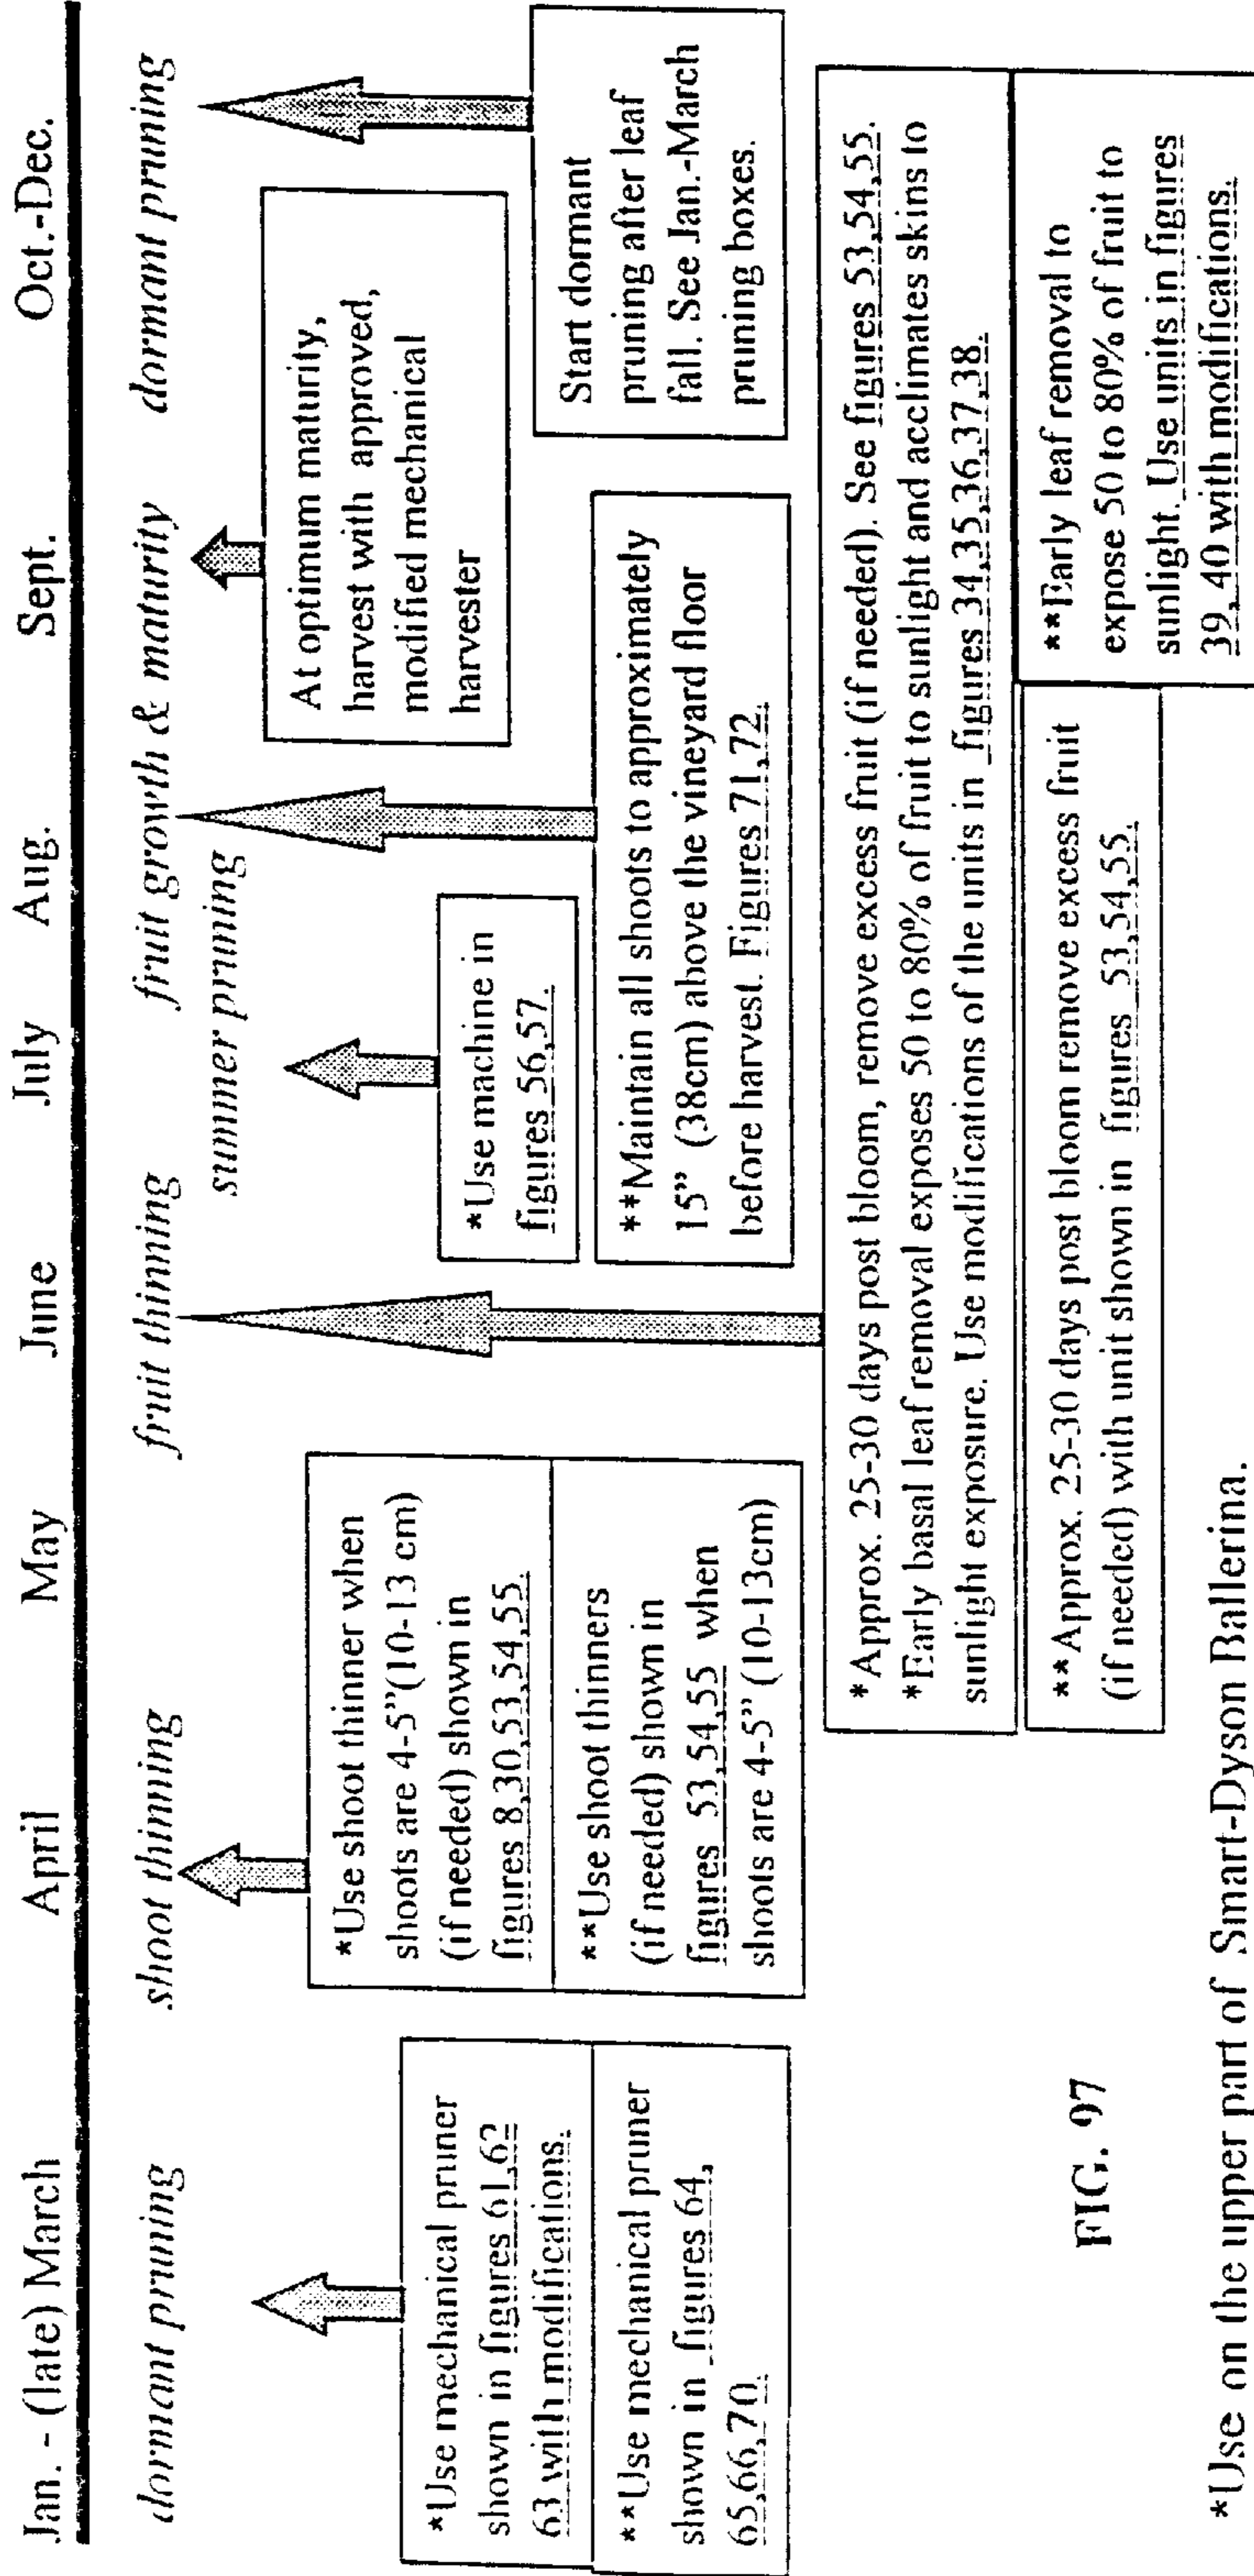 Jan. - (late) March April May June July Aug. Sept. Oct.-Dec.
dormant pruning shoot thinning fruit thinning fruit growth & maturity dormant pruning
summer pruning
*Use mechanical pruner
shown in figures 61,62
63 with modifications.
**Use mechanical pruner
shown in figures 64,
65,66,70.
*Use shoot thinner when
shoots are 4-5"(10-13 cm)
(if needed) shown in
figures 8,30,53,54,55.
**Use shoot thinners
(if needed) shown in
figures 53,54,55 when
shoots are 4-5" (10-13cm)
*Use machine in
figures 56,57.
**Maintain all shoots to approximately
15" (38cm) above the vineyard floor
before harvest. Figures 71,72.
At optimum maturity,
harvest with approved,
modified mechanical
harvester
Start dormant
pruning after leaf
fall. See Jan.-March
pruning boxes.
*Approx. 25-30 days post bloom, remove excess fruit (if needed). See figures 53,54,55.
*Early basal leaf removal exposes 50 to 80% of fruit to sunlight and acclimates skins to
sunlight exposure. Use modifications of the units in figures 34,35,36,37,38.
**Approx. 25-30 days post bloom remove excess fruit
(if needed) with unit shown in figures 53,54,55.
**Early leaf removal to
expose 50 to 80% of fruit to
sunlight. Use units in figures
39, 40 with modifications.
FIG. 97
*Use on the upper part of Smart-Dyson Ballerina.